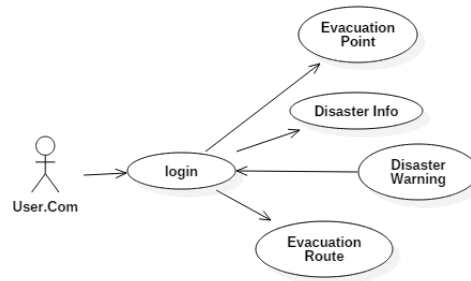 Evacuation
Point
Disaster Info
login
Disaster
Warning
User.Com
Evacuation
Route